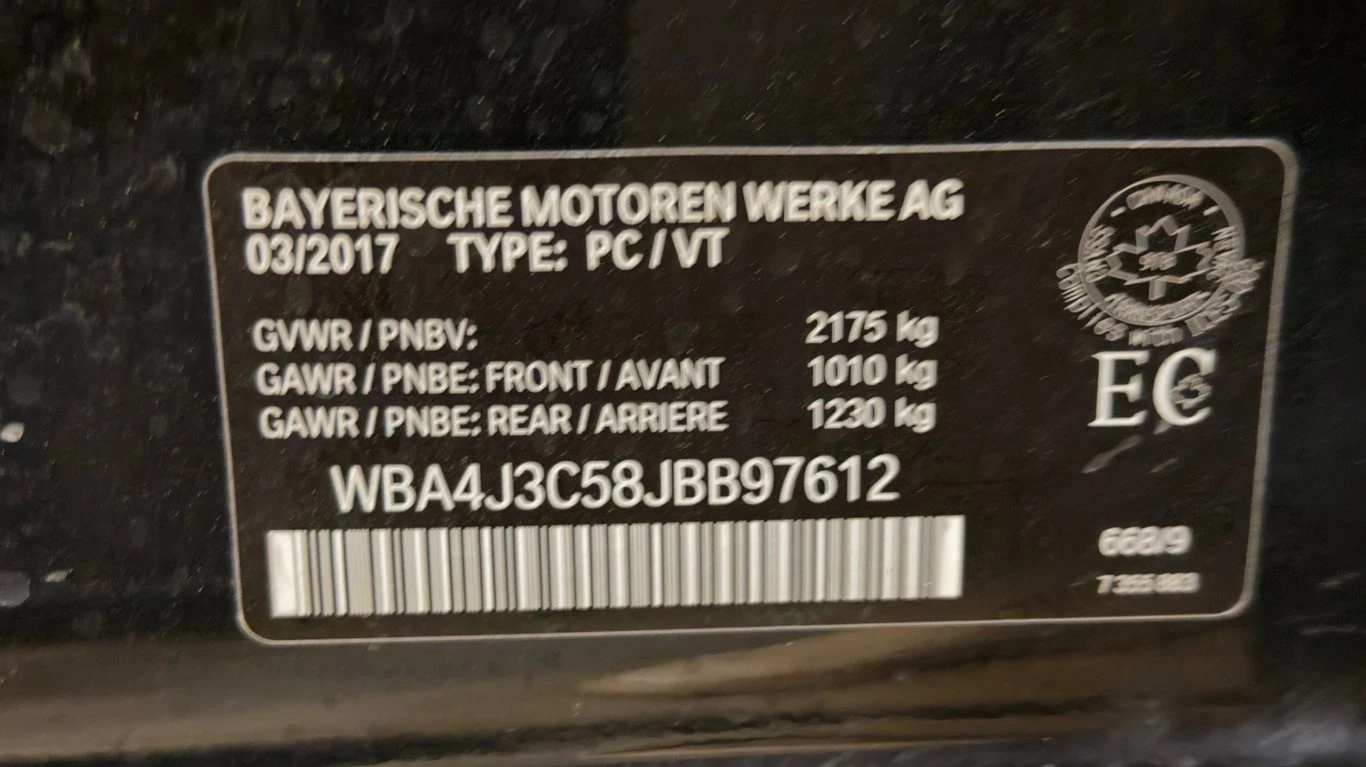 BAYERISCHE MOTOREN WERKE AG
03/2017 TYPE: PC / VT
GVWR / PNBV: 2175 kg
GAWR / PNBE: FRONT / AVANT 1010 kg
GAWR / PNBE: REAR / ARRIERE 1230 kg
WBA4J3C58JBB97612
EC
668/9